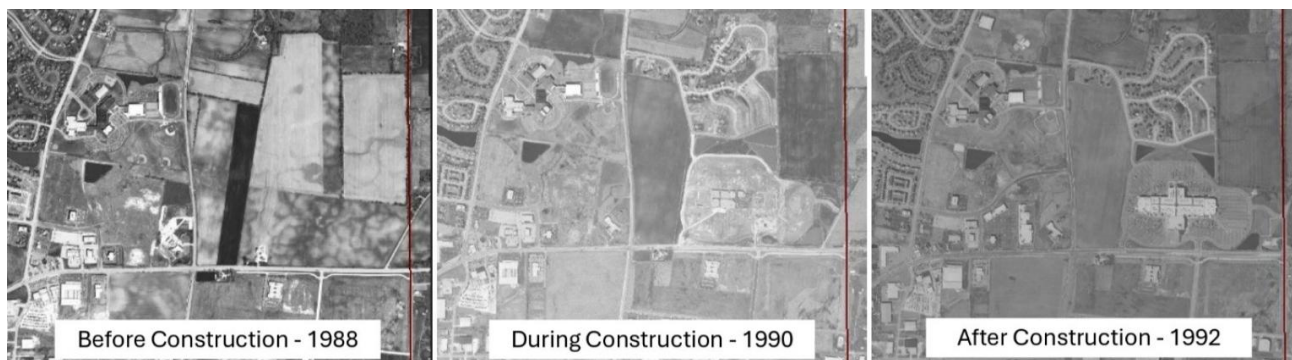 Before Construction - 1988
During Construction - 1990
After Construction - 1992